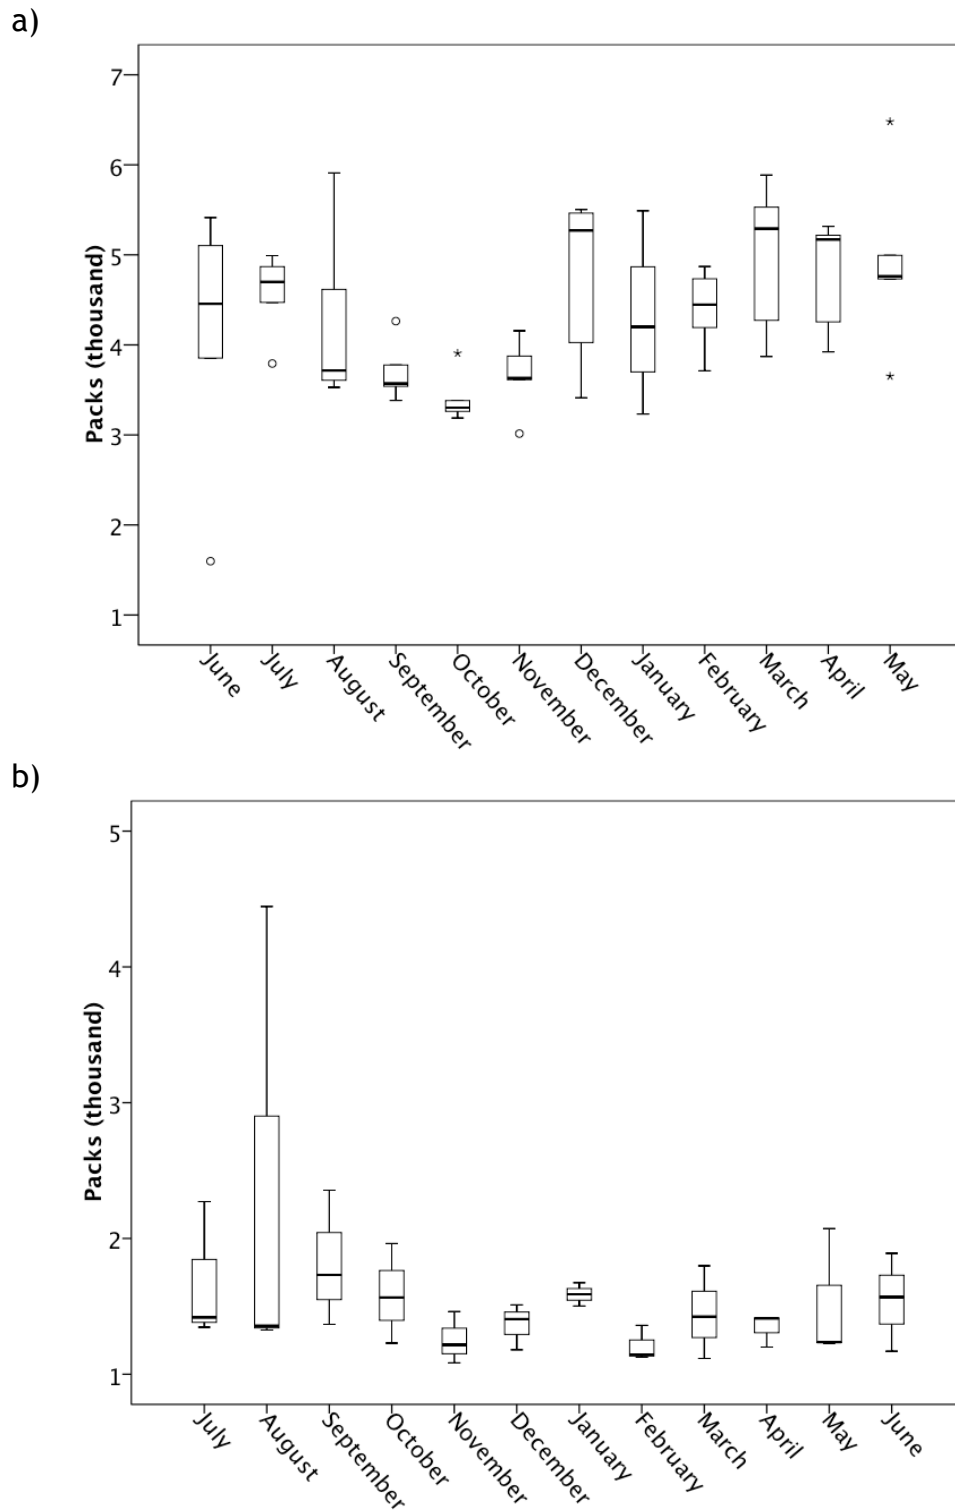 a)
7
6
5
4
3
2
1
Packs (thousand)
June July August September October November December January February March April May
b)
5
4
3
2
1
Packs (thousand)
July August September October November December January February March April May June